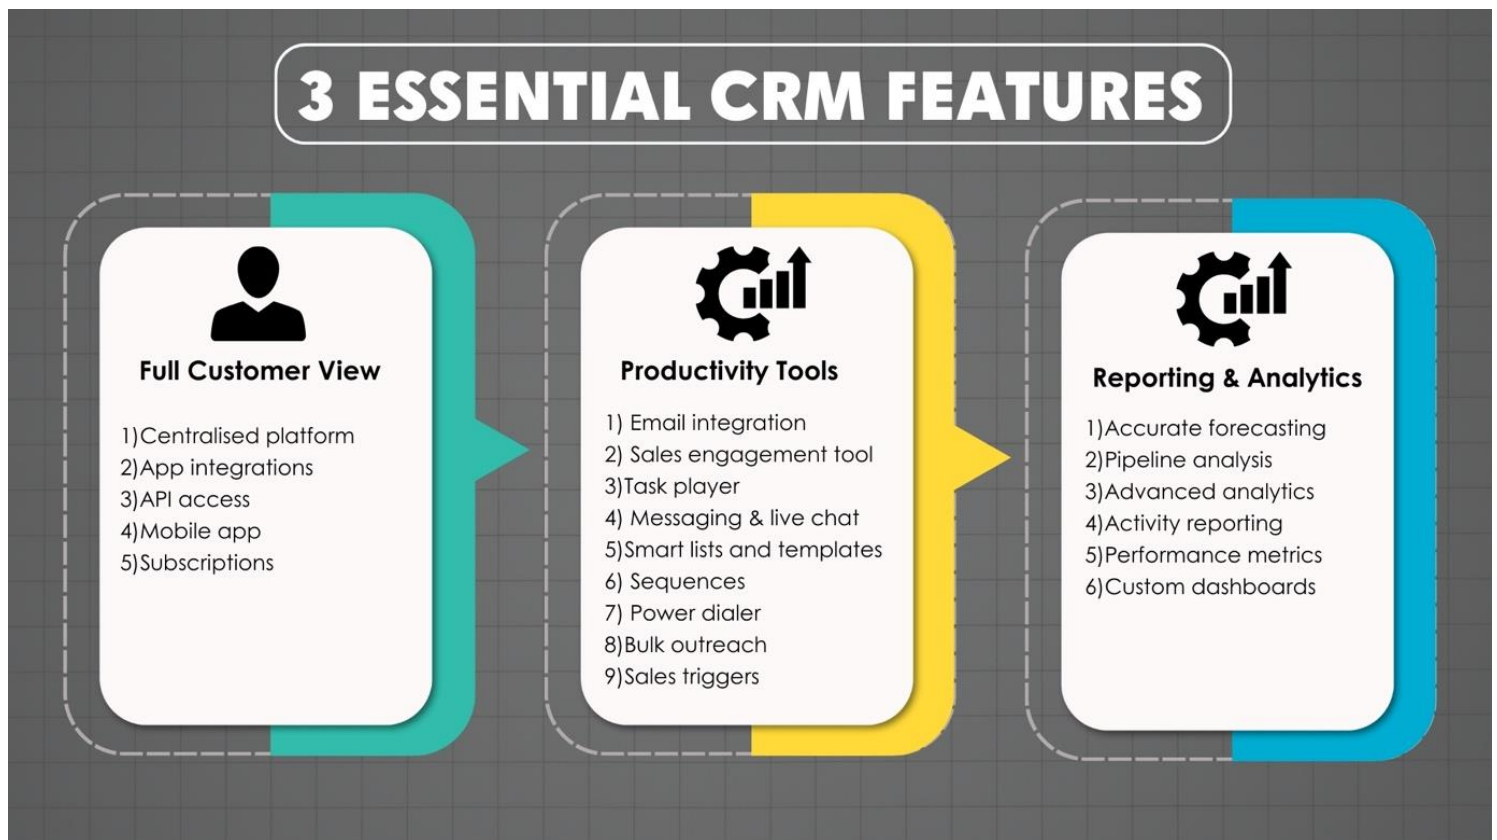 3 ESSENTIAL CRM FEATURES
Full Customer View
1)Centralised platform
2)App integrations
3)API access
4)Mobile app
5)Subscriptions
Productivity Tools
1) Email integration
2) Sales engagement tool
3)Task player
4) Messaging & live chat
5)Smart lists and templates
6) Sequences
7) Power dialer
8)Bulk outreach
9)Sales triggers
Reporting & Analytics
1)Accurate forecasting
2)Pipeline analysis
3)Advanced analytics
4)Activity reporting
5)Performance metrics
6)Custom dashboards